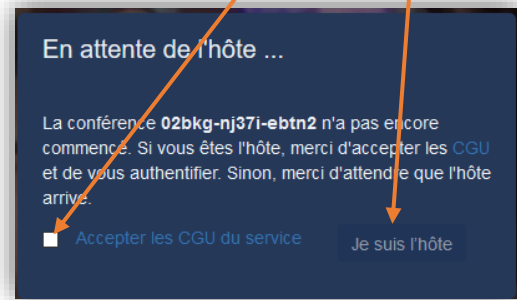 En attente de l'hôte ...
La conférence 02bkg-nj37i-ebtn2 n'a pas encore
commencé. Si vous êtes l'hôte, merci d'accepter les CGU
et de vous authentifier. Sinon, merci d'attendre que l'hôte
arrive.
Accepter les CGU du service
Je suis l'hôte